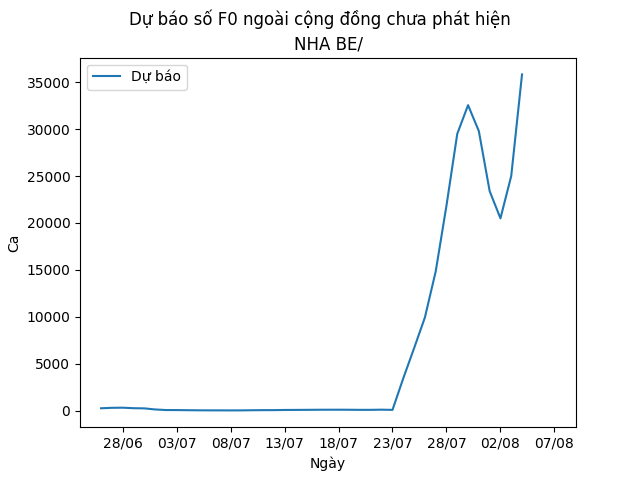 Dự báo số F0 ngoài cộng đồng chưa phát hiện
NHA BE/
Dự báo
35000
30000
25000
20000
15000
10000
5000
0
Ca
28/06 03/07 08/07 13/07 18/07 23/07 28/07 02/08 07/08
Ngày